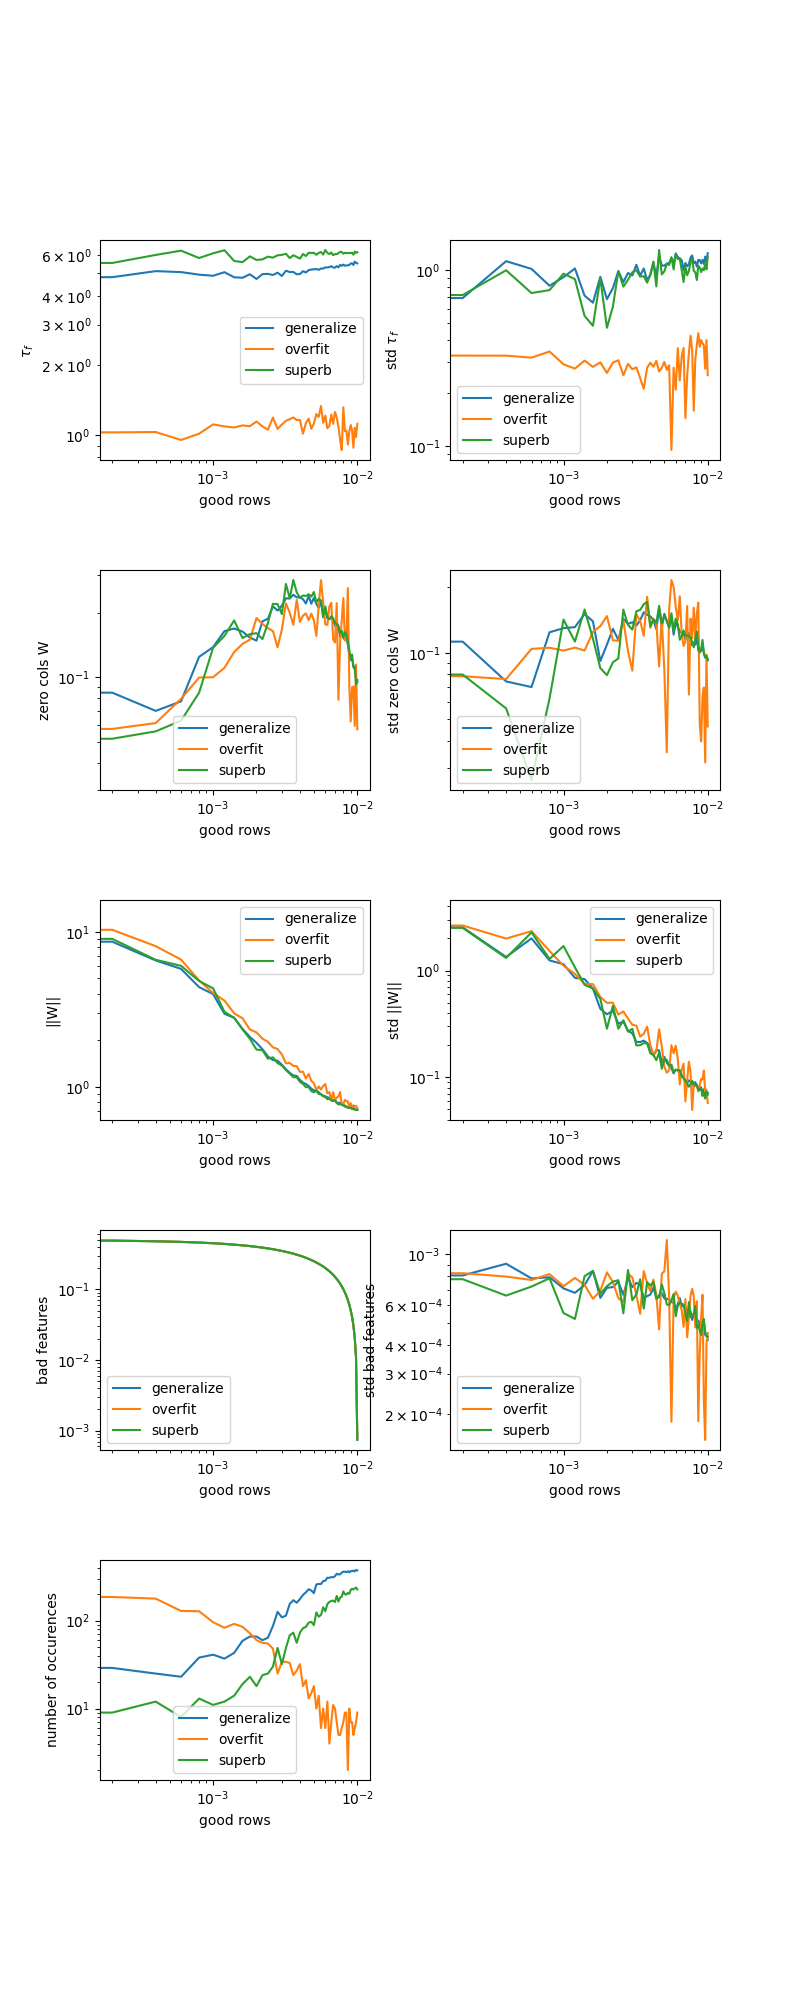 6 × 10⁰
4 × 10⁰
3 × 10⁰
2 × 10⁰
10⁰
τ_f
generalize
overfit
superb
10⁻³
10⁻²
good rows
10⁰
10⁻¹
std τ_f
generalize
overfit
superb
10⁻³
10⁻²
good rows
10⁻¹
zero cols W
generalize
overfit
superb
10⁻³
10⁻²
good rows
10⁻¹
std zero cols W
generalize
overfit
superb
10⁻³
10⁻²
good rows
10¹
10⁰
||W||
generalize
overfit
superb
10⁻³
10⁻²
good rows
10⁰
10⁻¹
std ||W||
generalize
overfit
superb
10⁻³
10⁻²
good rows
10⁻¹
10⁻²
10⁻³
bad features
generalize
overfit
superb
10⁻³
10⁻²
good rows
10⁻³
6 × 10⁻⁴
4 × 10⁻⁴
3 × 10⁻⁴
2 × 10⁻⁴
std bad features
generalize
overfit
superb
10⁻³
10⁻²
good rows
10²
10¹
number of occurences
generalize
overfit
superb
10⁻³
10⁻²
good rows